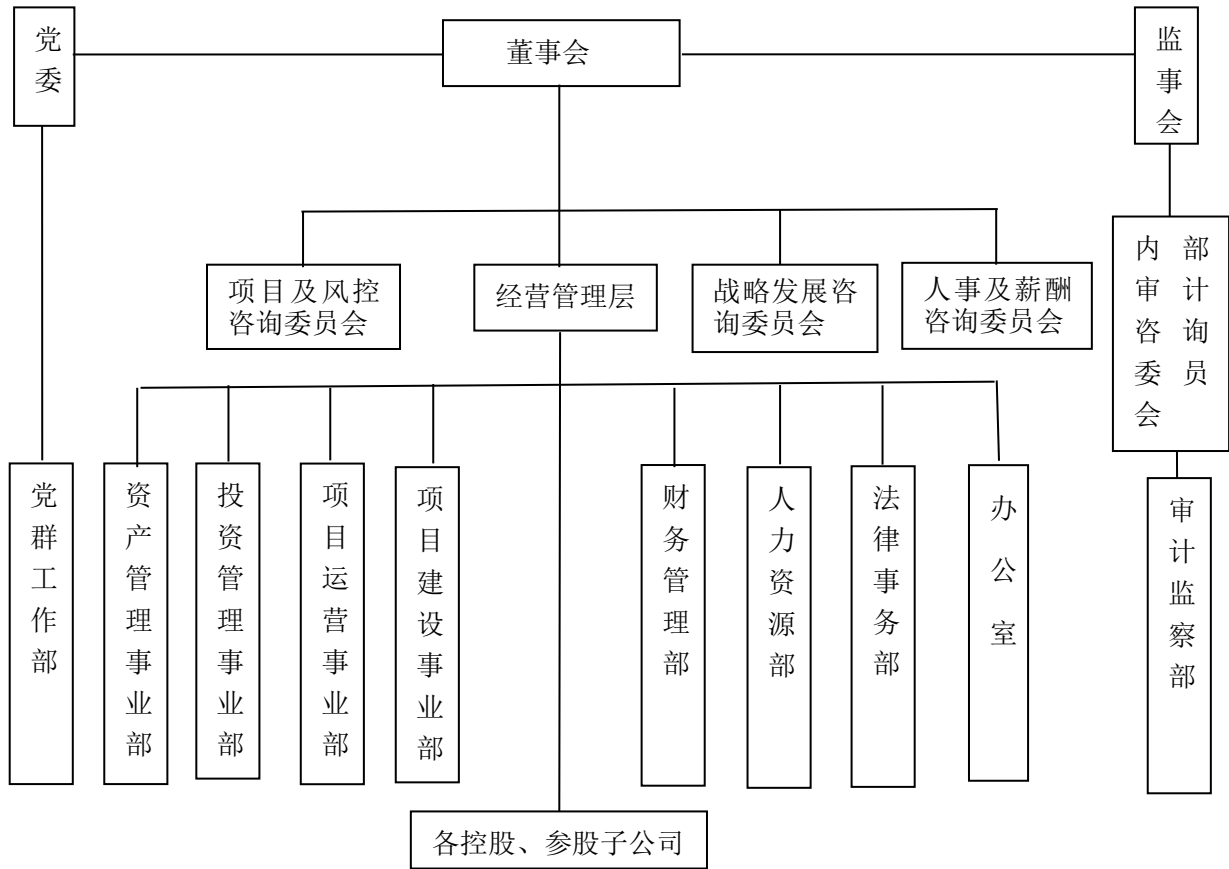 党委
董事会
监事会
项目及风控
咨询委员会
经营管理层
战略发展咨
询委员会
人事及薪酬
咨询委员会
内部
审计
咨询
委员
会
党群工作部
资产管理事业部
投资管理事业部
项目运营事业部
项目建设事业部
财务管理部
人力资源部
法律事务部
办公室
审计监察部
各控股、参股子公司